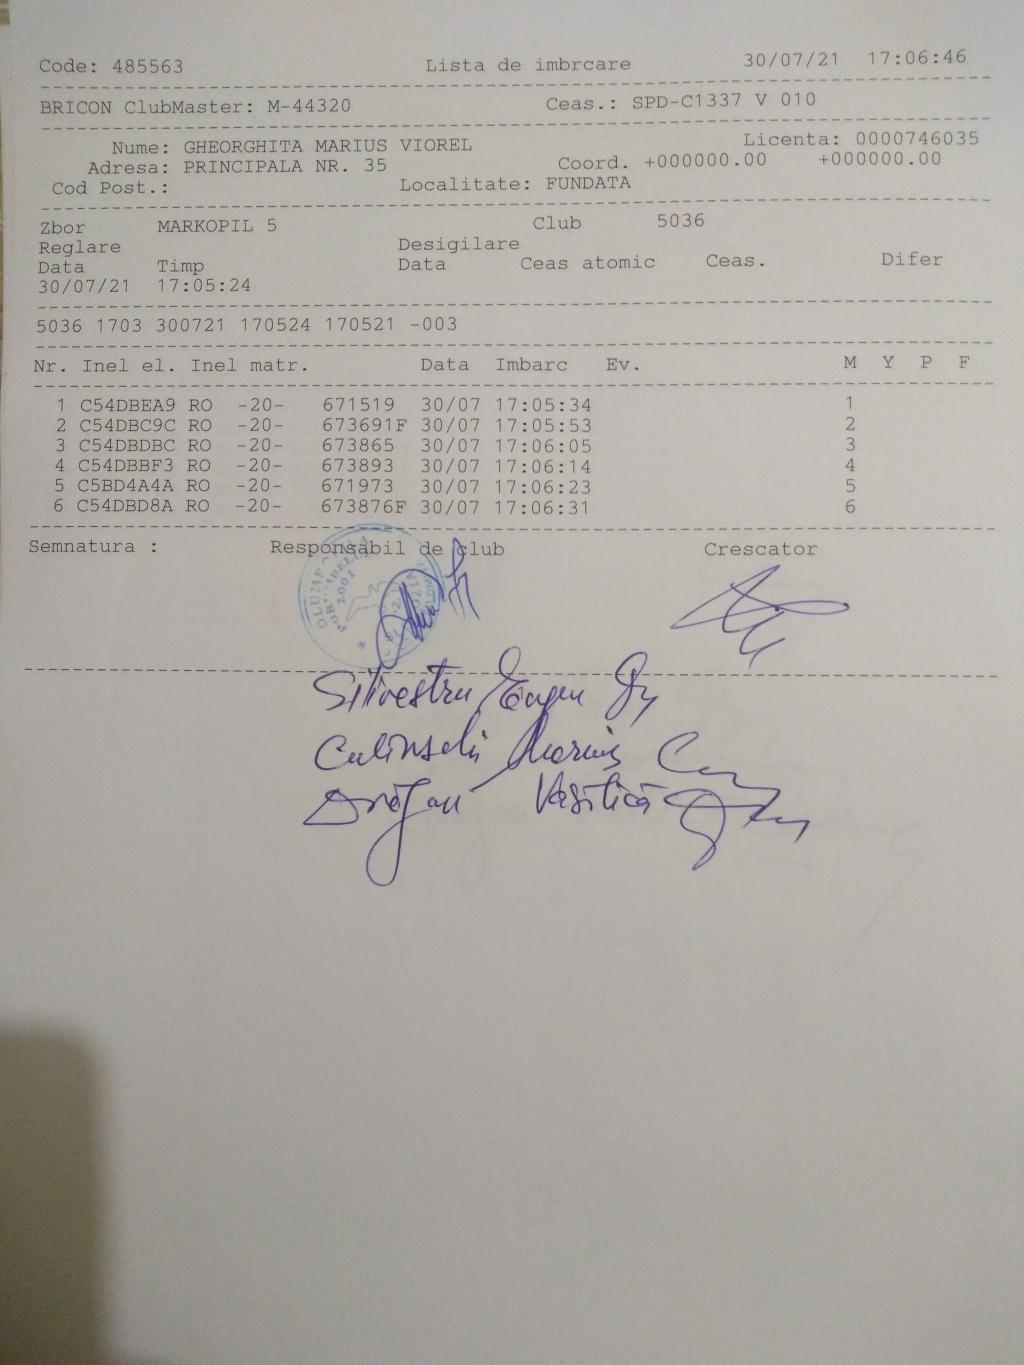 Code: 485563 Lista de imbrcare 30/07/21 17:06:46
BRICON ClubMaster: M-44320 Ceas.: SPD-C1337 V 010
Nume: GHEORGHITA MARIUS VIOREL Licenta: 0000746035
Adresa: PRINCIPALA NR. 35 Coord. +000000.00 +000000.00
Cod Post.: Localitate: FUNDATA
Zbor MARKOPIL 5 Club 5036
Reglare Desigilare
Data Timp Data Ceas atomic Ceas. Difer
30/07/21 17:05:24
5036 1703 300721 170524 170521 -003
Nr. Inel el. Inel matr. Data Imbarc Ev. M Y P F
1 C54DBEA9 RO -20- 671519 30/07 17:05:34 1
2 C54DBC9C RO -20- 673691F 30/07 17:05:53 2
3 C54DBDBC RO -20- 673865 30/07 17:06:05 3
4 C54DBBF3 RO -20- 673893 30/07 17:06:14 4
5 C5BD4A4A RO -20- 671973 30/07 17:06:23 5
6 C54DBD8A RO -20- 673876F 30/07 17:06:31 6
Semnatura : Responsabil de club Crescator
2001
Silivestru Eugen
Marius
Drăgan Vasilică